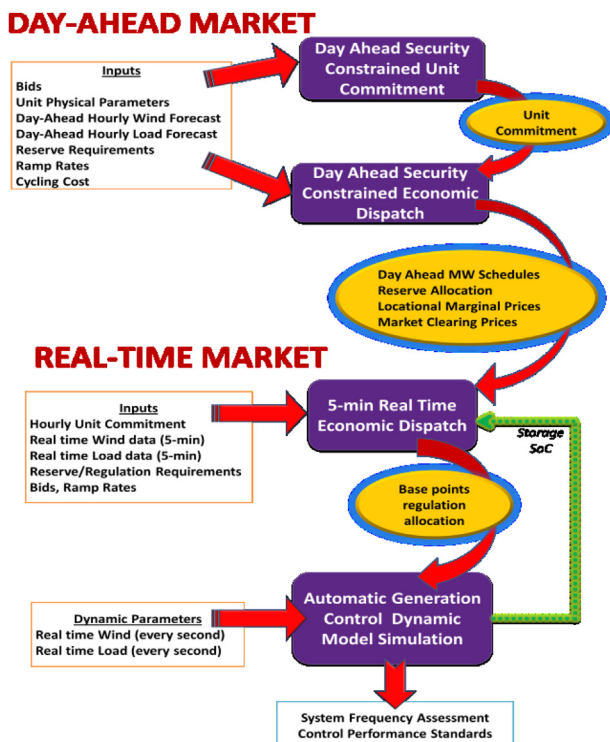 DAY-AHEAD MARKET
Inputs
Bids
Unit Physical Parameters
Day-Ahead Hourly Wind Forecast
Day-Ahead Hourly Load Forecast
Reserve Requirements
Ramp Rates
Cycling Cost
Day Ahead Security
Constrained Unit
Commitment
Unit
Commitment
Day Ahead Security
Constrained Economic
Dispatch
Day Ahead MW Schedules
Reserve Allocation
Locational Marginal Prices
Market Clearing Prices
REAL-TIME MARKET
Inputs
Hourly Unit Commitment
Real time Wind data (5-min)
Real time Load data (5-min)
Reserve/Regulation Requirements
Bids, Ramp Rates
5-min Real Time
Economic Dispatch
Storage
SoC
Base points
regulation
allocation
Dynamic Parameters
Real time Wind (every second)
Real time Load (every second)
Automatic Generation
Control Dynamic
Model Simulation
System Frequency Assessment
Control Performance Standards